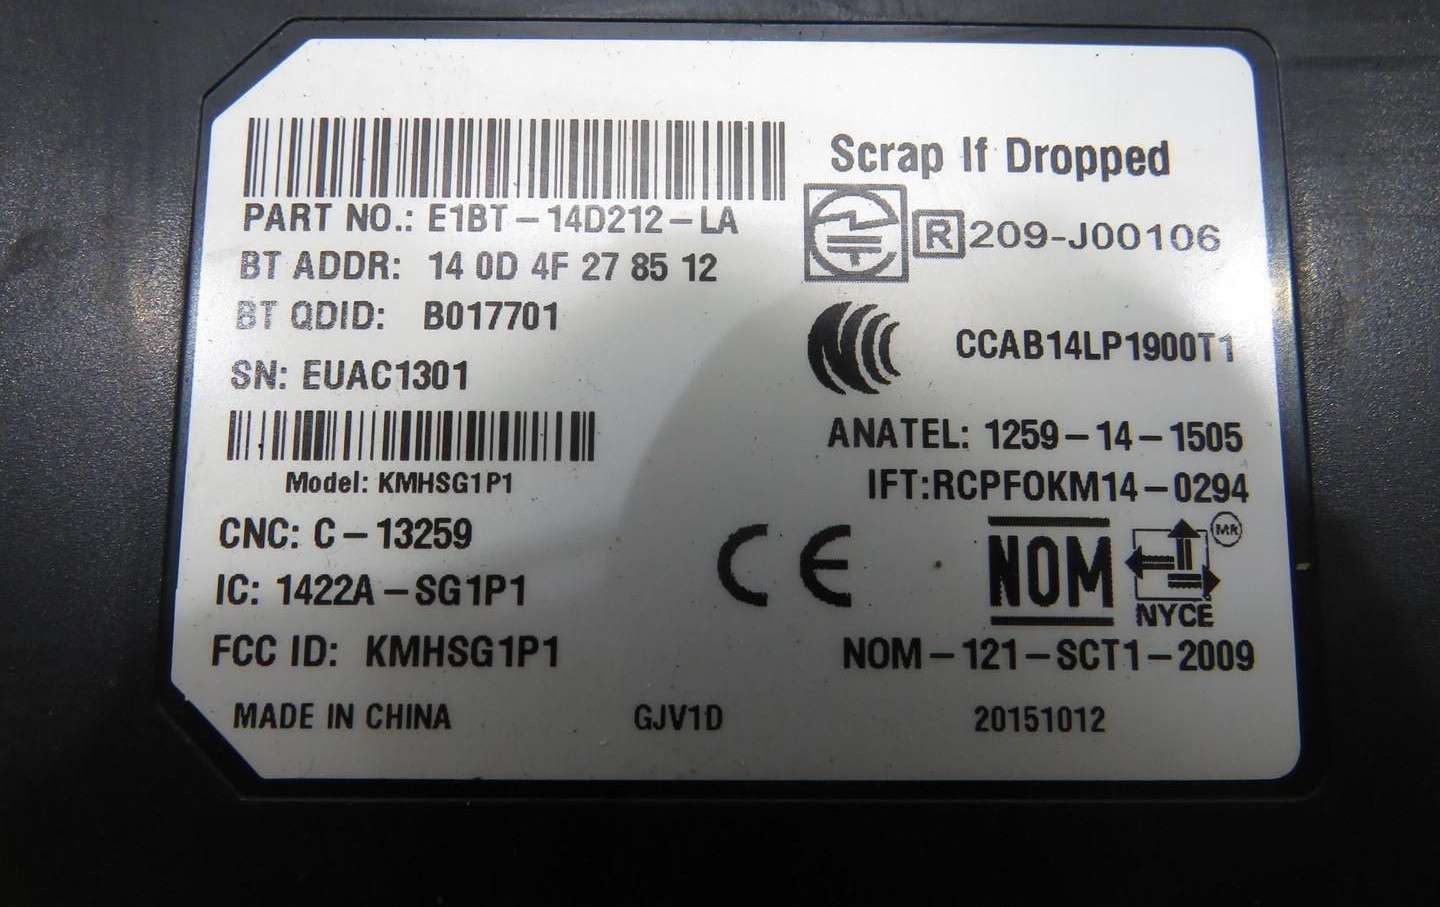 Scrap If Dropped
PART NO.: E1BT-14D212-LA
R 209-J00106
BT ADDR: 14 0D 4F 27 85 12
BT QDID: B017701
CCAB14LP1900T1
SN: EUAC1301
ANATEL: 1259-14-1505
Model: KMHSG1P1
IFT:RCPFOKM14-0294
CNC: C-13259
CE
NOM
MR
NYCE
IC: 1422A-SG1P1
FCC ID: KMHSG1P1
NOM-121-SCT1-2009
MADE IN CHINA
GJV1D
20151012